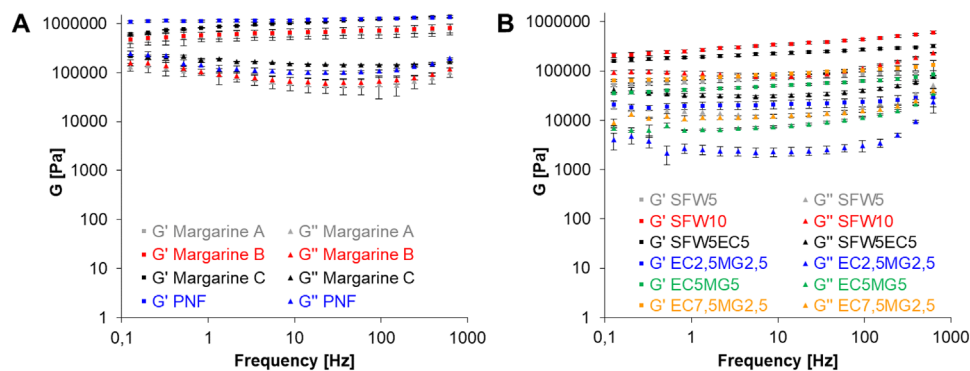 A
1000000
100000
10000
1000
100
10
1
G [Pa]
G' Margarine A G'' Margarine A
G' Margarine B G'' Margarine B
G' Margarine C G'' Margarine C
G' PNF G'' PNF
0,1 1 10 100 1000
Frequency [Hz]
B
1000000
100000
10000
1000
100
10
1
G [Pa]
G' SFW5 G'' SFW5
G' SFW10 G'' SFW10
G' SFW5EC5 G'' SFW5EC5
G' EC2,5MG2,5 G'' EC2,5MG2,5
G' EC5MG5 G'' EC5MG5
G' EC7,5MG2,5 G'' EC7,5MG2,5
0,1 1 10 100 1000
Frequency [Hz]